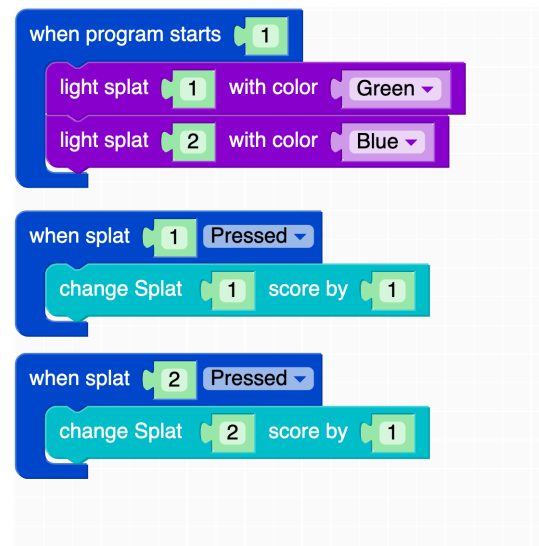 when program starts 1
light splat 1 with color Green
light splat 2 with color Blue
when splat 1 Pressed
change Splat 1 score by 1
when splat 2 Pressed
change Splat 2 score by 1